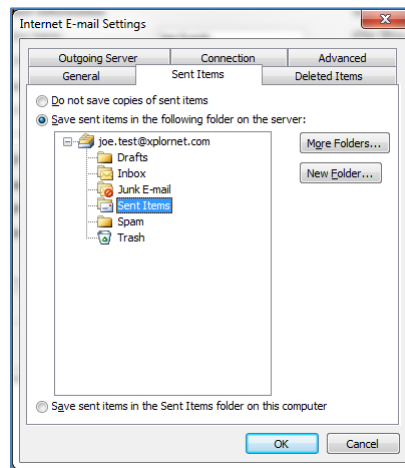 Internet E-mail Settings
Outgoing Server
Connection
Advanced
General
Sent Items
Deleted Items
Do not save copies of sent items
Save sent items in the following folder on the server:
joe.test@xplornet.com
More Folders...
Drafts
Inbox
New Folder...
Junk E-mail
Sent Items
Spam
Trash
Save sent items in the Sent Items folder on this computer
OK
Cancel